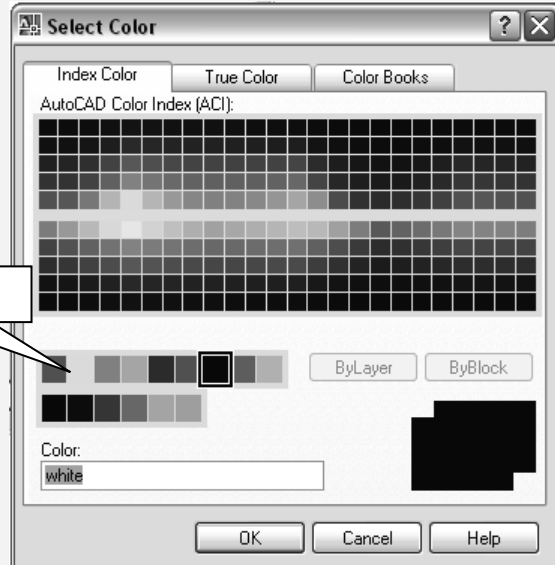 Select Color
Index Color
True Color
Color Books
AutoCAD Color Index (ACI):
ByLayer
ByBlock
Color:
white
OK
Cancel
Help